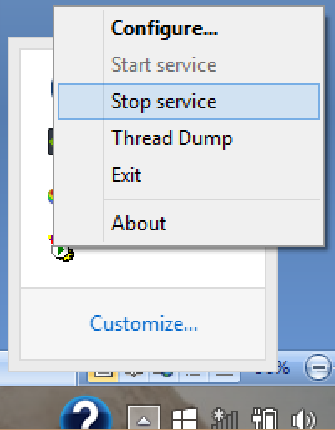 Configure...
Start service
Stop service
Thread Dump
Exit
About
Customize...
%